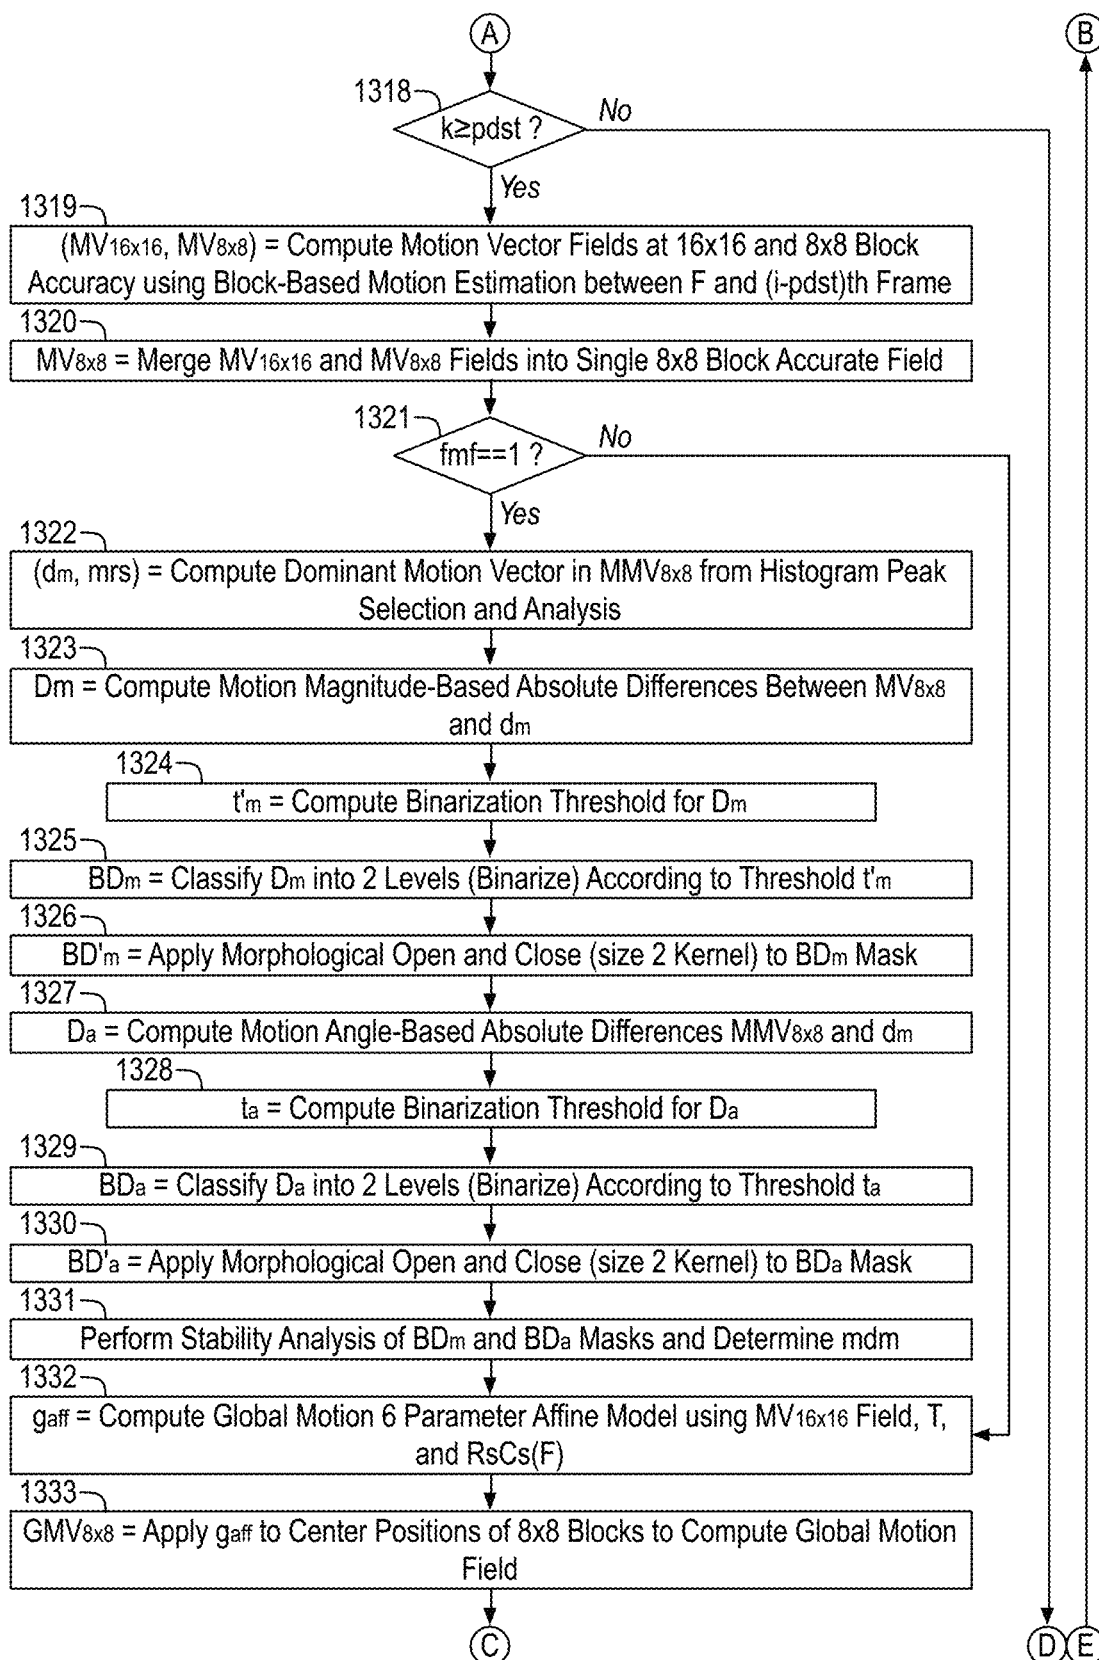 A
B
1318
k≥pdst ?
No
Yes
1319
(MV16x16, MV8x8) = Compute Motion Vector Fields at 16x16 and 8x8 Block
Accuracy using Block-Based Motion Estimation between F and (i-pdst)th Frame
1320
MV8x8 = Merge MV16x16 and MV8x8 Fields into Single 8x8 Block Accurate Field
1321
fmf==1 ?
No
Yes
1322
(dm, mrs) = Compute Dominant Motion Vector in MMV8x8 from Histogram Peak
Selection and Analysis
1323
Dm = Compute Motion Magnitude-Based Absolute Differences Between MV8x8
and dm
1324
t'm = Compute Binarization Threshold for Dm
1325
BDm = Classify Dm into 2 Levels (Binarize) According to Threshold t'm
1326
BD'm = Apply Morphological Open and Close (size 2 Kernel) to BDm Mask
1327
Da = Compute Motion Angle-Based Absolute Differences MMV8x8 and dm
1328
ta = Compute Binarization Threshold for Da
1329
BDa = Classify Da into 2 Levels (Binarize) According to Threshold ta
1330
BD'a = Apply Morphological Open and Close (size 2 Kernel) to BDa Mask
1331
Perform Stability Analysis of BDm and BDa Masks and Determine mdm
1332
gaff = Compute Global Motion 6 Parameter Affine Model using MV16x16 Field, T,
and RsCs(F)
1333
GMV8x8 = Apply gaff to Center Positions of 8x8 Blocks to Compute Global Motion
Field
C
D
E